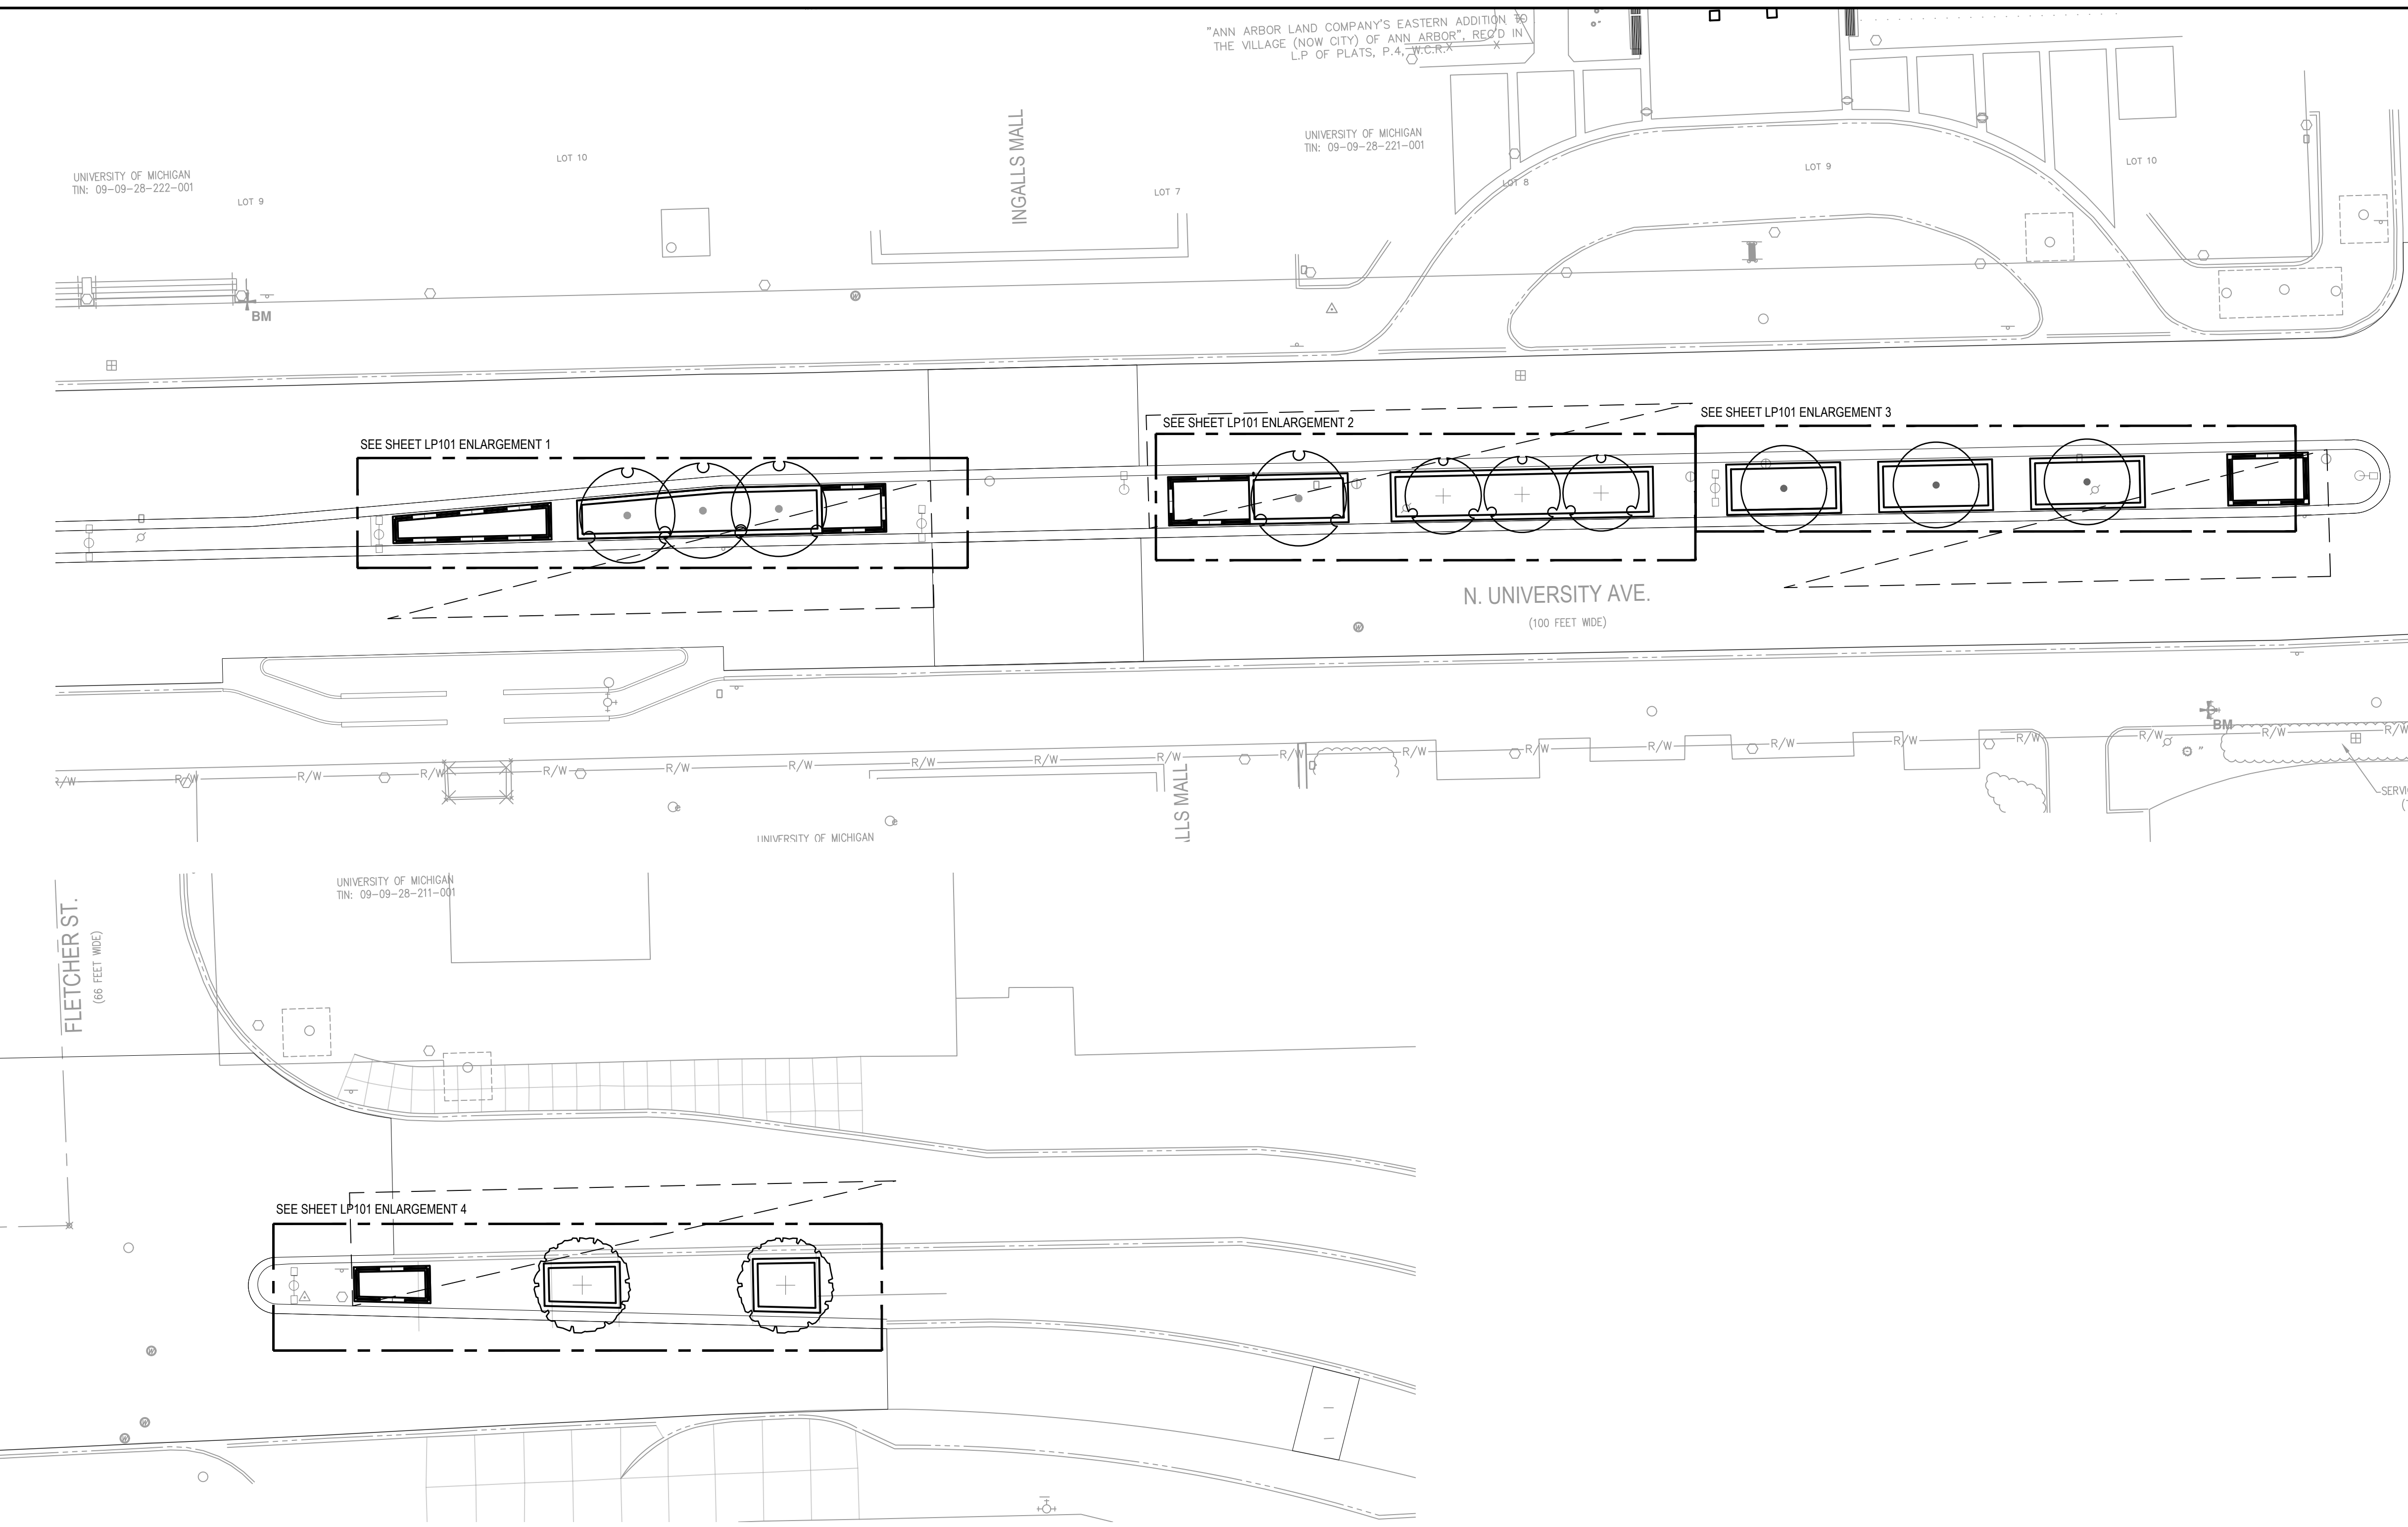 "ANN ARBOR LAND COMPANY'S EASTERN ADDITION TO
THE VILLAGE (NOW CITY) OF ANN ARBOR", REC'D IN
L.P OF PLATS, P.4, W.C.R.
X
X
INGALLS MALL
UNIVERSITY OF MICHIGAN
TIN: 09-09-28-221-001
LOT 10
UNIVERSITY OF MICHIGAN
TIN: 09-09-28-222-001
LOT 9
LOT 7
LOT 8
LOT 9
LOT 10
BM
SEE SHEET LP101 ENLARGEMENT 1
SEE SHEET LP101 ENLARGEMENT 2
SEE SHEET LP101 ENLARGEMENT 3
N. UNIVERSITY AVE.
(100 FEET WIDE)
BM
R/W R/W R/W R/W R/W R/W R/W R/W R/W R/W R/W R/W R/W R/W R/W R/W R/W R/W R/W R/W
SERVI
(
LLS MALL
UNIVERSITY OF MICHIGAN
UNIVERSITY OF MICHIGAN
TIN: 09-09-28-211-001
FLETCHER ST.
(66 FEET WIDE)
SEE SHEET LP101 ENLARGEMENT 4